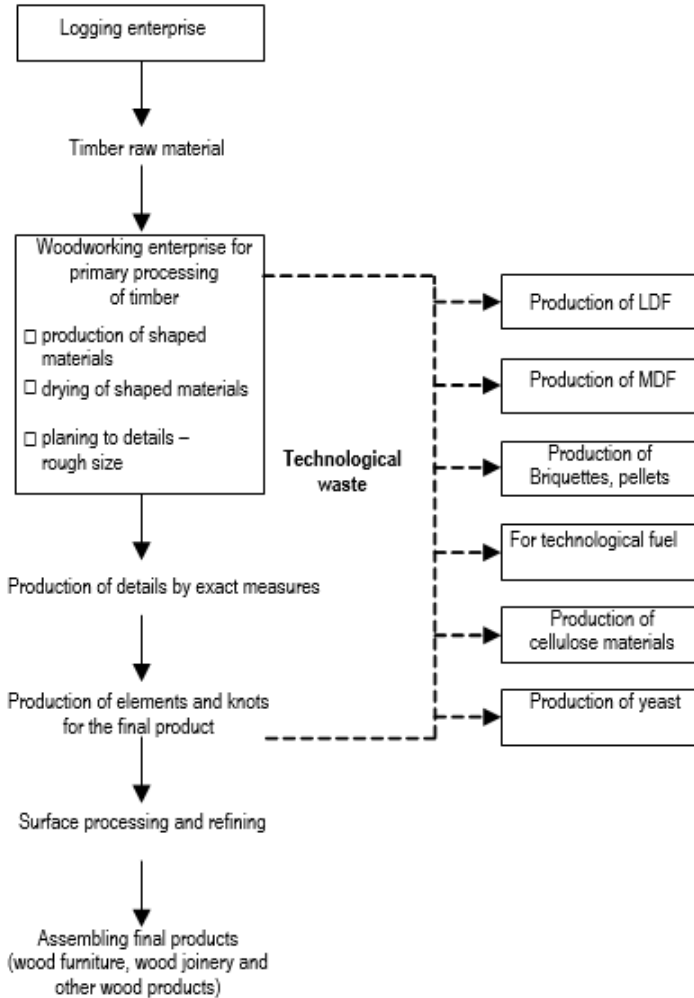 Logging enterprise
Timber raw material
Woodworking enterprise for
primary processing
of timber
□ production of shaped
materials
□ drying of shaped materials
□ planing to details –
rough size
Production of details by exact measures
Production of elements and knots
for the final product
Surface processing and refining
Assembling final products
(wood furniture, wood joinery and
other wood products)
Technological
waste
Production of LDF
Production of MDF
Production of
Briquettes, pellets
For technological fuel
Production of
cellulose materials
Production of yeast